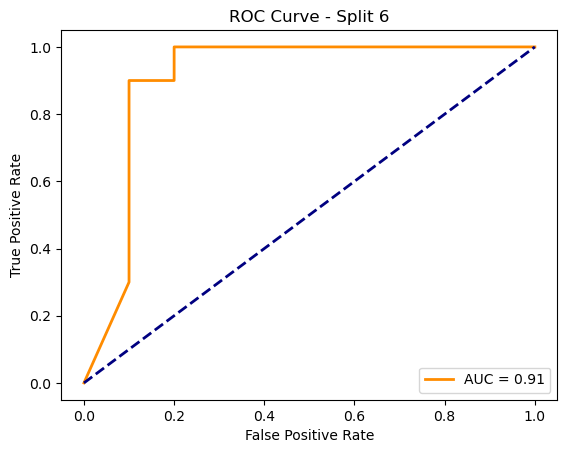 ROC Curve - Split 6
True Positive Rate
1.0
0.8
0.6
0.4
0.2
0.0
AUC = 0.91
0.0 0.2 0.4 0.6 0.8 1.0
False Positive Rate